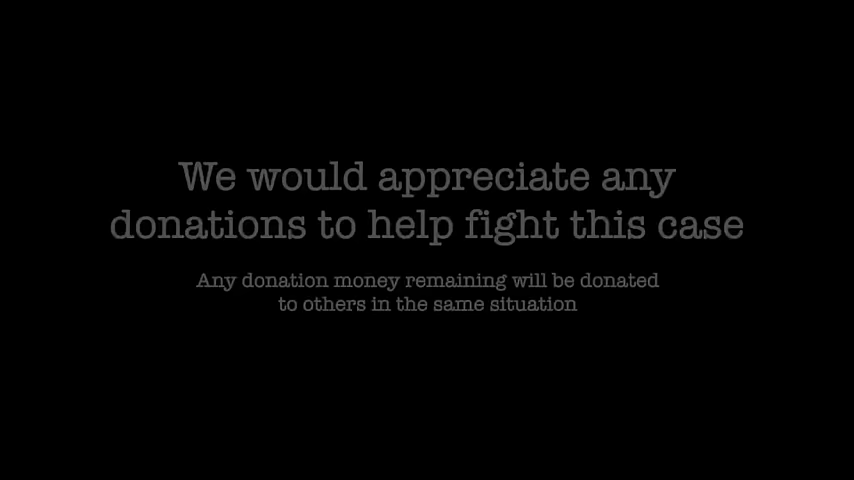 We would appreciate any
donations to help fight this case
Any donation money remaining will be donated
to others in the same situation